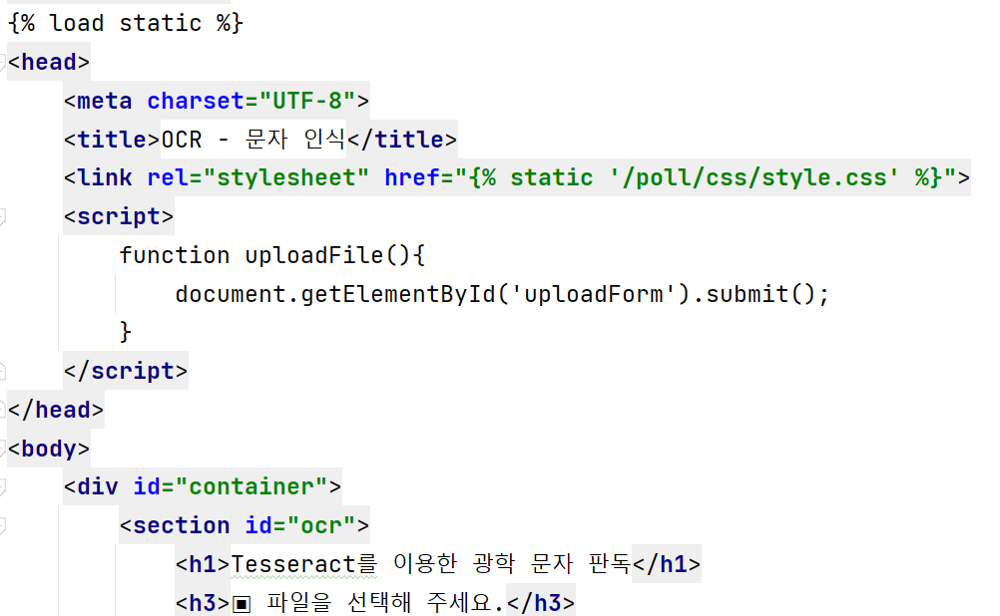 {% load static %}
<head>
    <meta charset="UTF-8">
    <title>OCR - 문자 인식</title>
    <link rel="stylesheet" href="{% static '/poll/css/style.css' %}">
    <script>
        function uploadFile(){
            document.getElementById('uploadForm').submit();
        }
    </script>
</head>
<body>
    <div id="container">
        <section id="ocr">
            <h1>Tesseract를 이용한 광학 문자 판독</h1>
            <h3>▣ 파일을 선택해 주세요.</h3>